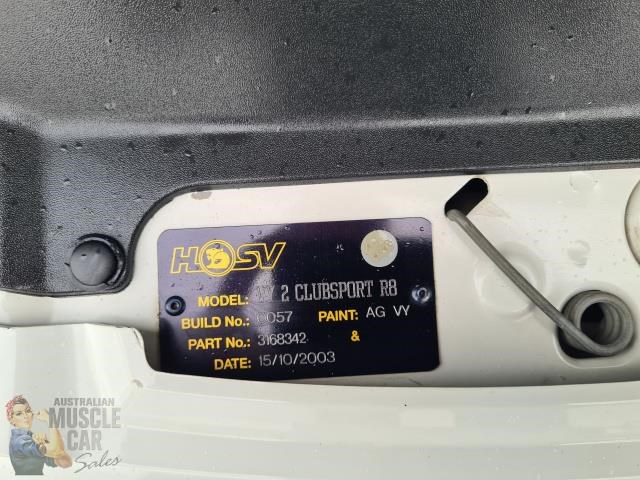 HSV
MODEL: 2 CLUBSPORT R8
BUILD No.: 0057 PAINT: AG VY
PART No.: 3168342 &
DATE: 15/10/2003
AUSTRALIAN
MUSCLE
CAR
Sales